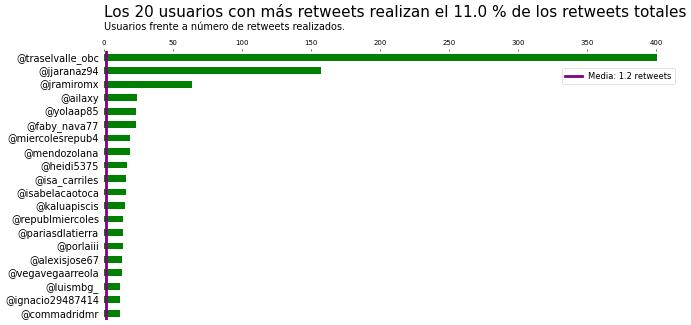 Los 20 usuarios con más retweets realizan el 11.0 % de los retweets totales
Usuarios frente a número de retweets realizados.
0 50 100 150 200 250 300 350 400
@traselvalle_obc
@jjaranaz94
Media: 1.2 retweets
@jramiromx
@ailaxy
@yolaap85
@faby_nava77
@miercolesrepub4
@mendozolana
@heidi5375
@isa_carriles
@isabelacaotoca
@kaluapiscis
@republmiercoles
@pariasdlatierra
@porlaiii
@alexisjose67
@vegavegaarreola
@luismbg_
@ignacio29487414
@commadridmr